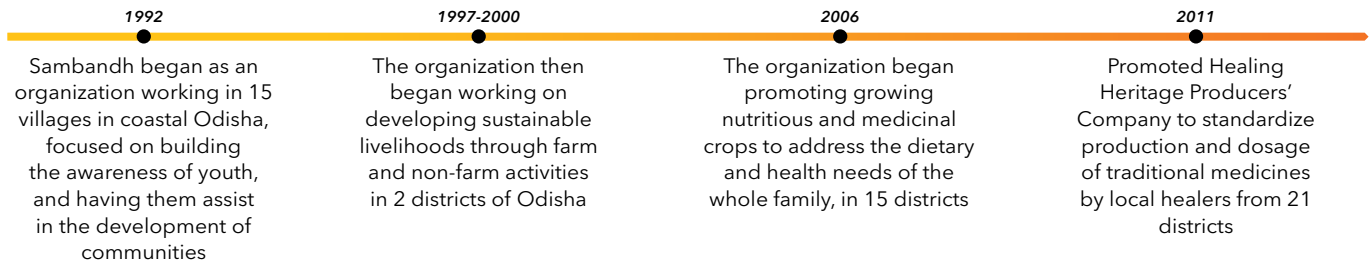 1992
Sambandh began as an
organization working in 15
villages in coastal Odisha,
focused on building
the awareness of youth,
and having them assist
in the development of
communities
1997-2000
The organization then
began working on
developing sustainable
livelihoods through farm
and non-farm activities
in 2 districts of Odisha
2006
The organization began
promoting growing
nutritious and medicinal
crops to address the dietary
and health needs of the
whole family, in 15 districts
2011
Promoted Healing
Heritage Producers’
Company to standardize
production and dosage
of traditional medicines
by local healers from 21
districts